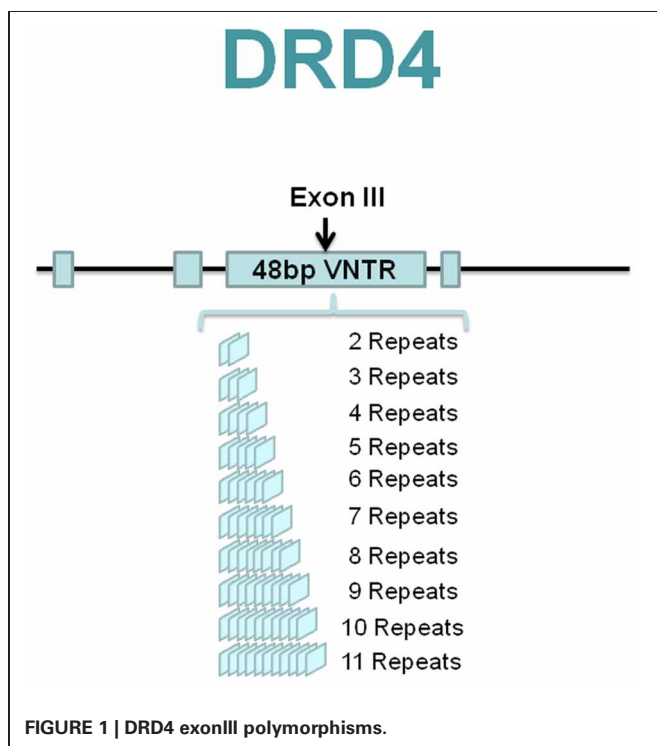 DRD4
Exon III
48bp VNTR
2 Repeats
3 Repeats
4 Repeats
5 Repeats
6 Repeats
7 Repeats
8 Repeats
9 Repeats
10 Repeats
11 Repeats
FIGURE 1 | DRD4 exonIII polymorphisms.